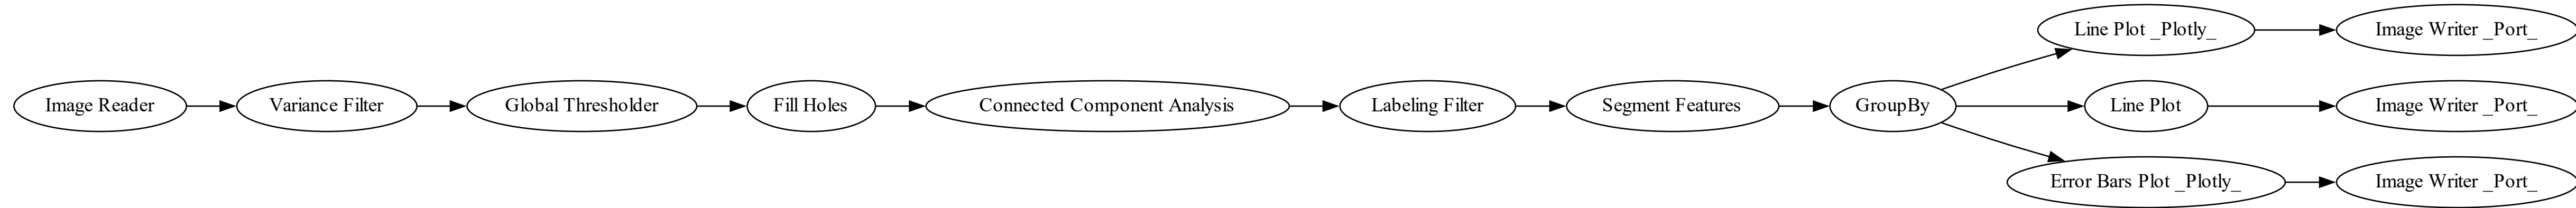 Image Reader
Variance Filter
Global Thresholder
Fill Holes
Connected Component Analysis
Labeling Filter
Segment Features
GroupBy
Line Plot _Plotly_
Image Writer _Port_
Line Plot
Image Writer _Port_
Error Bars Plot _Plotly_
Image Writer _Port_